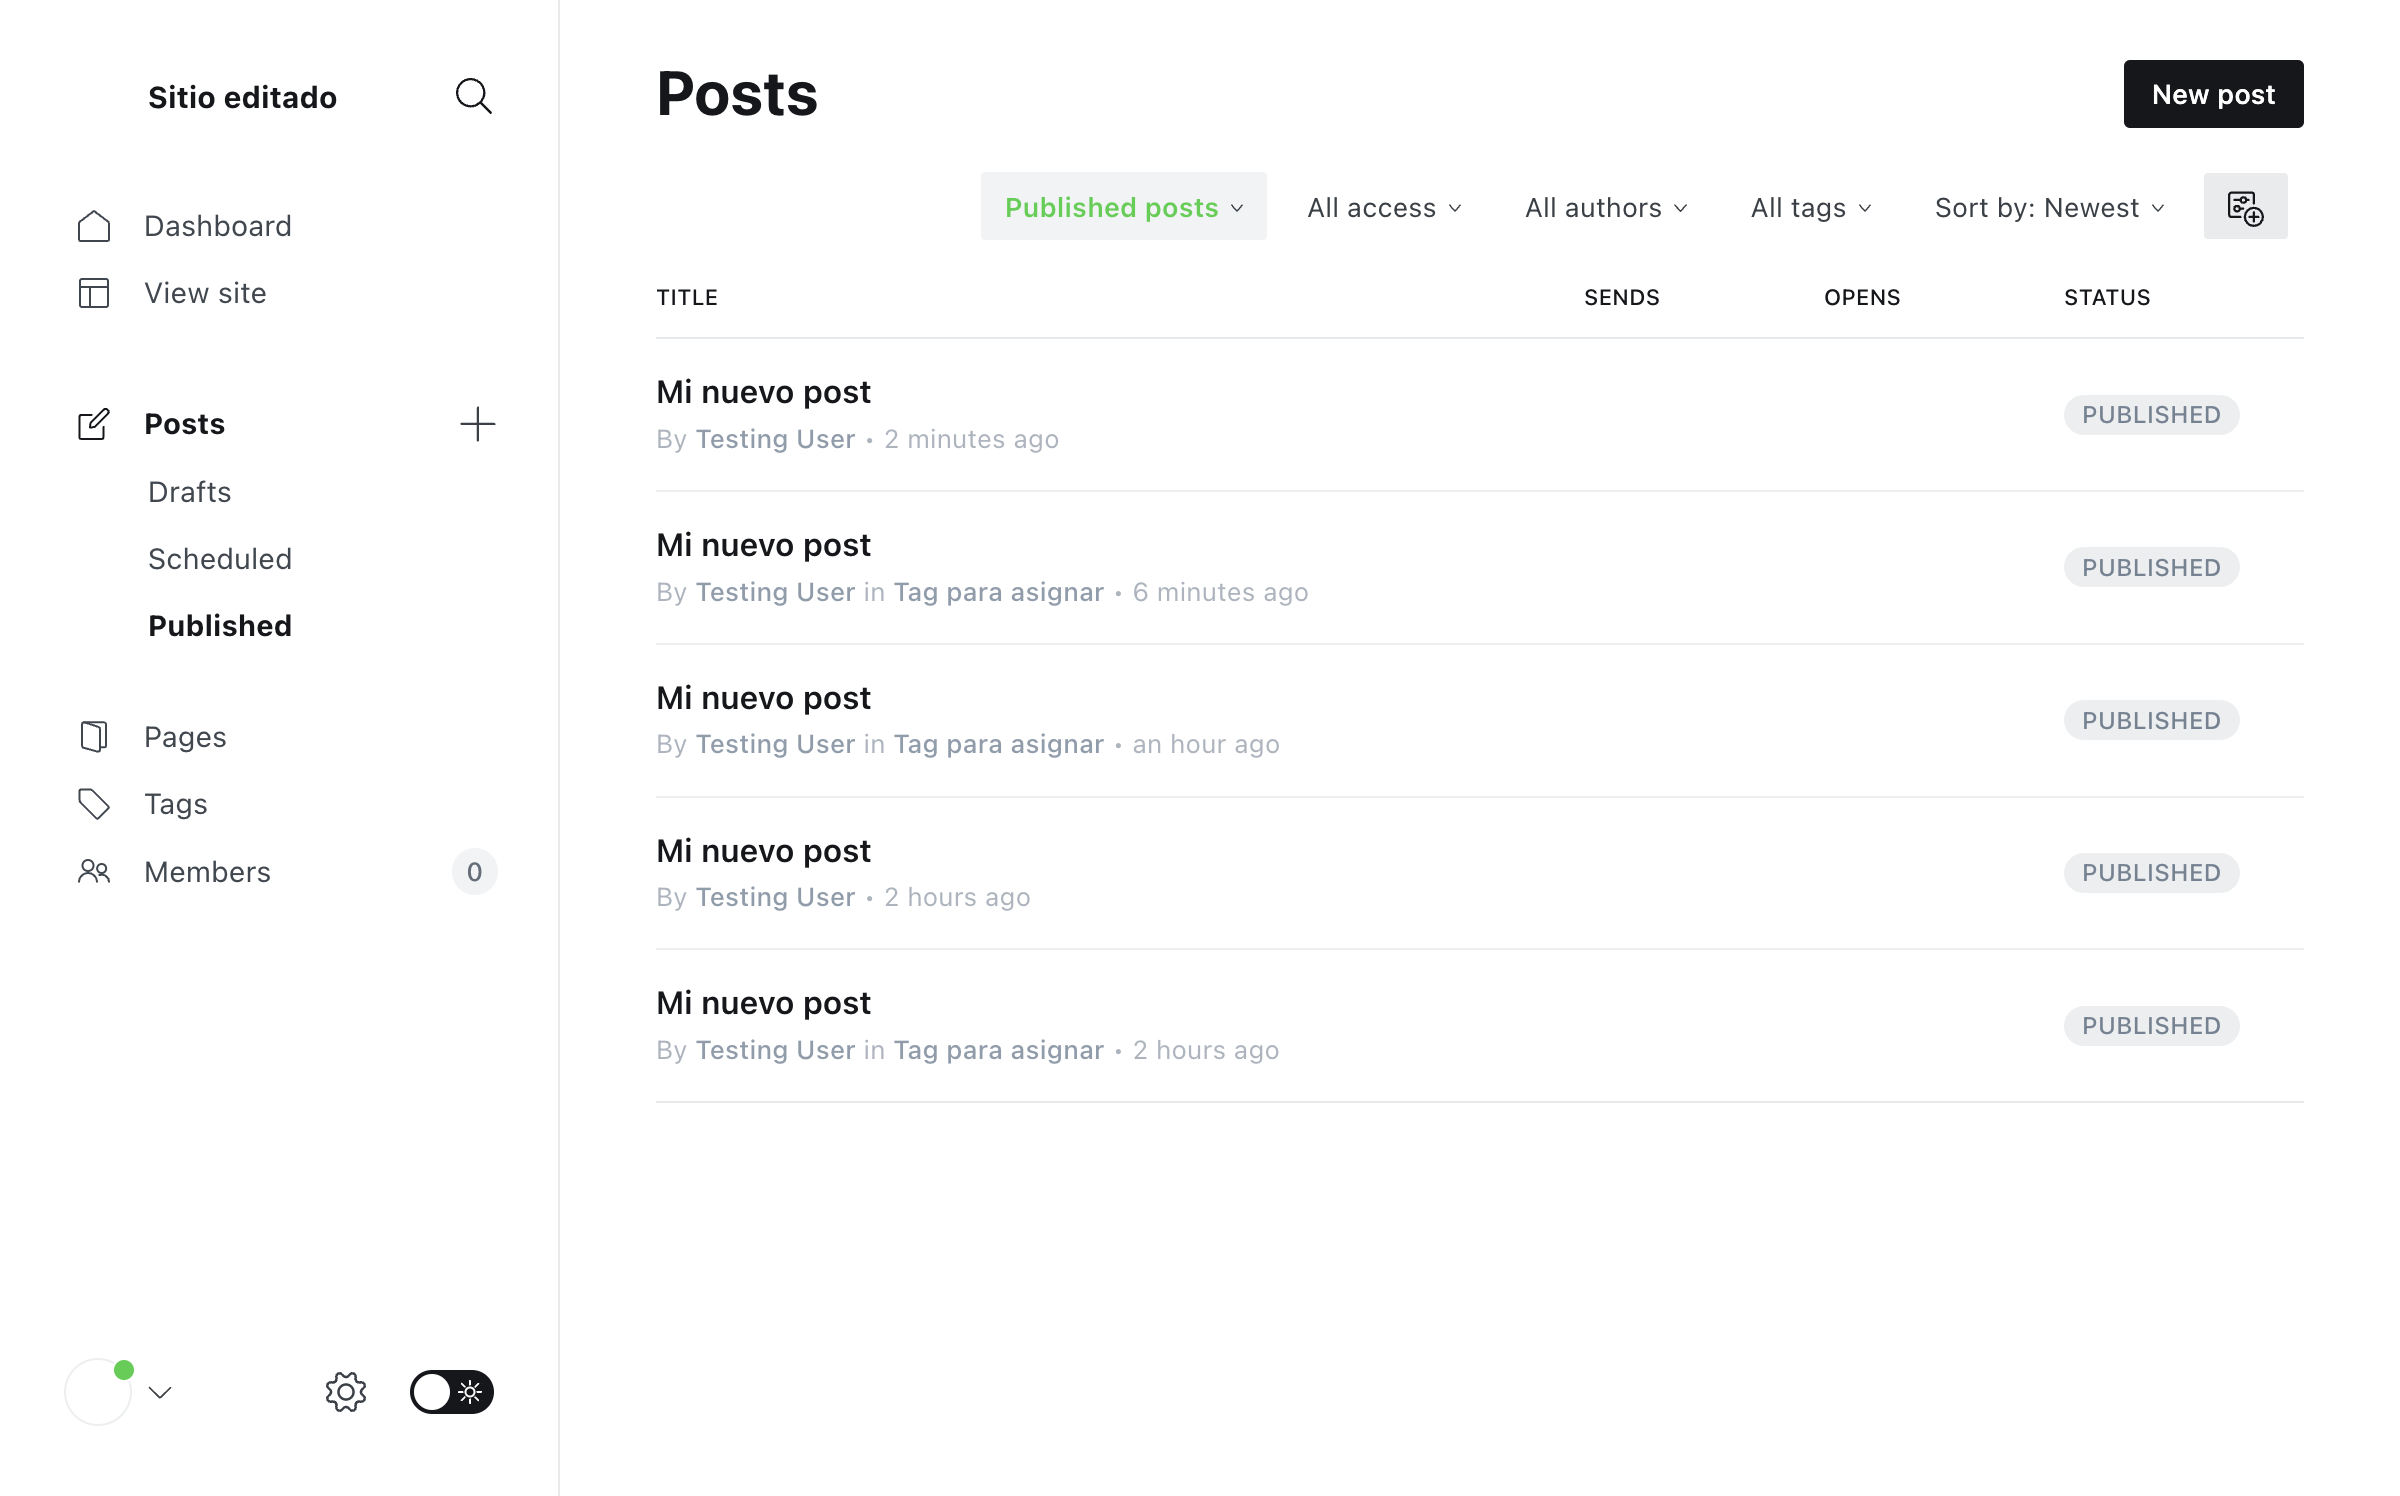 Sitio editado
Dashboard
View site
Posts
Drafts
Scheduled
Published
Pages
Tags
Members 0
Posts
New post
Published posts All access All authors All tags Sort by: Newest
TITLE SENDS OPENS STATUS
Mi nuevo post
By Testing User • 2 minutes ago
PUBLISHED
Mi nuevo post
By Testing User in Tag para asignar • 6 minutes ago
PUBLISHED
Mi nuevo post
By Testing User in Tag para asignar • an hour ago
PUBLISHED
Mi nuevo post
By Testing User • 2 hours ago
PUBLISHED
Mi nuevo post
By Testing User in Tag para asignar • 2 hours ago
PUBLISHED